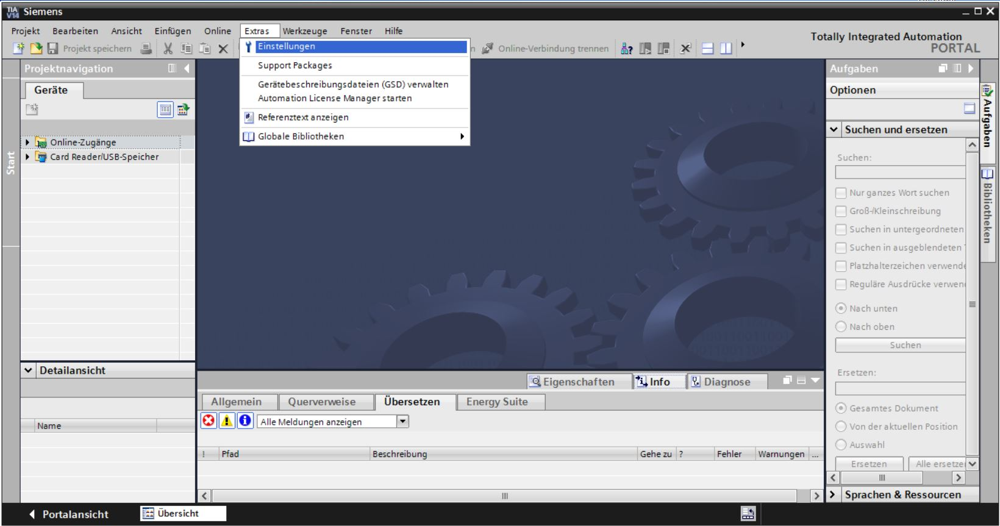 TIA V14 Siemens
Projekt Bearbeiten Ansicht Einfügen Online Extras Werkzeuge Fenster Hilfe
Totally Integrated Automation
PORTAL
Projekt speichern
n Online-Verbindung trennen
Einstellungen
Support Packages
Gerätebeschreibungsdateien (GSD) verwalten
Automation License Manager starten
Referenztext anzeigen
Globale Bibliotheken
Projektnavigation
Geräte
Online-Zugänge
Card Reader/USB-Speicher
Start
Detailansicht
Name
Eigenschaften Info Diagnose
Allgemein Querverweise Übersetzen Energy Suite
Alle Meldungen anzeigen
! Pfad Beschreibung Gehe zu ? Fehler Warnungen ...
Aufgaben
Optionen
Suchen und ersetzen
Suchen:
Nur ganzes Wort suchen
Groß-/Kleinschreibung
Suchen in untergeordneten
Suchen in ausgeblendeten
Platzhalterzeichen verwende
Reguläre Ausdrücke verwen
Nach unten
Nach oben
Suchen
Ersetzen:
Gesamtes Dokument
Von der aktuellen Position
Auswahl
Ersetzen Alle ersetze
Sprachen & Ressourcen
Aufgaben
Bibliotheken
Portalansicht Übersicht